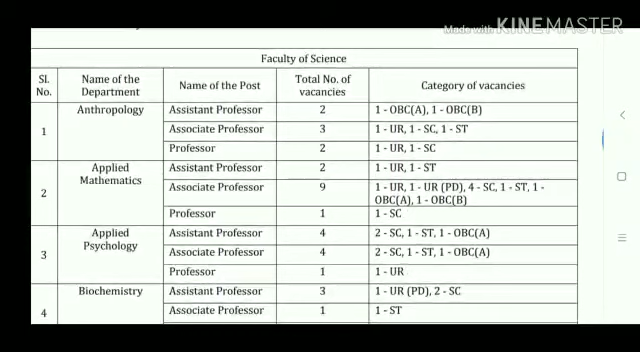 Made with KINEMASTER
Faculty of Science
Sl. No. Name of the Department Name of the Post Total No. of vacancies Category of vacancies
1 Anthropology Assistant Professor 2 1 - OBC(A), 1 - OBC(B)
Associate Professor 3 1 - UR, 1 - SC, 1 - ST
Professor 2 1 - UR, 1 - SC
2 Applied Mathematics Assistant Professor 2 1 - UR, 1 - ST
Associate Professor 9 1 - UR, 1 - UR (PD), 4 - SC, 1 - ST, 1 -
OBC(A), 1 - OBC(B)
Professor 1 1 - SC
3 Applied Psychology Assistant Professor 4 2 - SC, 1 - ST, 1 - OBC(A)
Associate Professor 4 2 - SC, 1 - ST, 1 - OBC(A)
Professor 1 1 - UR
4 Biochemistry Assistant Professor 3 1 - UR (PD), 2 - SC
Associate Professor 1 1 - ST